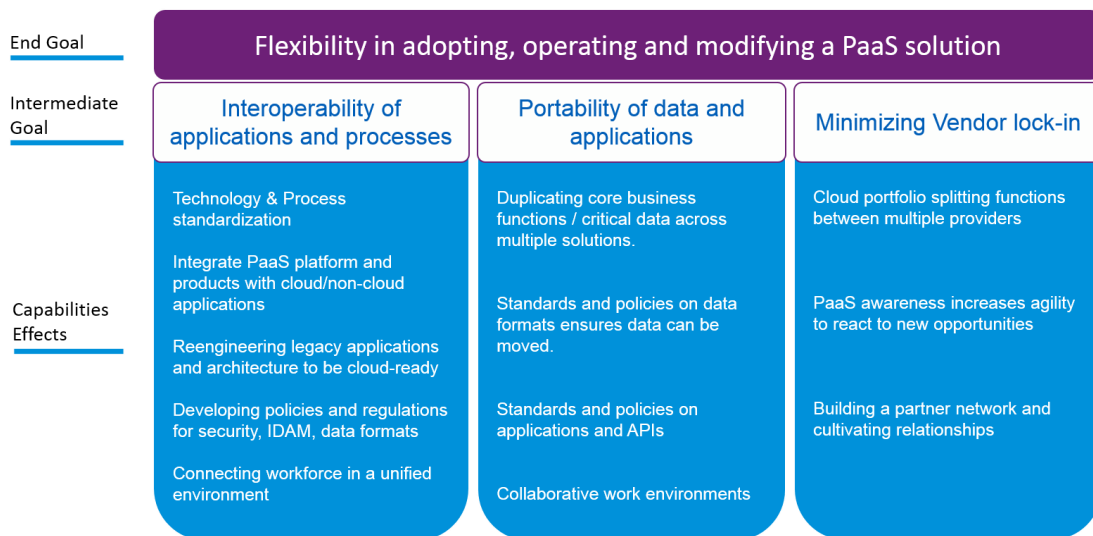 End Goal
Flexibility in adopting, operating and modifying a PaaS solution
Intermediate
Goal
Interoperability of
applications and processes
Portability of data and
applications
Minimizing Vendor lock-in
Capabilities
Effects
Technology & Process
standardization
Integrate PaaS platform and
products with cloud/non-cloud
applications
Reengineering legacy applications
and architecture to be cloud-ready
Developing policies and regulations
for security, IDAM, data formats
Connecting workforce in a unified
environment
Duplicating core business
functions / critical data across
multiple solutions.
Standards and policies on data
formats ensures data can be
moved.
Standards and policies on
applications and APIs
Collaborative work environments
Cloud portfolio splitting functions
between multiple providers
PaaS awareness increases agility
to react to new opportunities
Building a partner network and
cultivating relationships